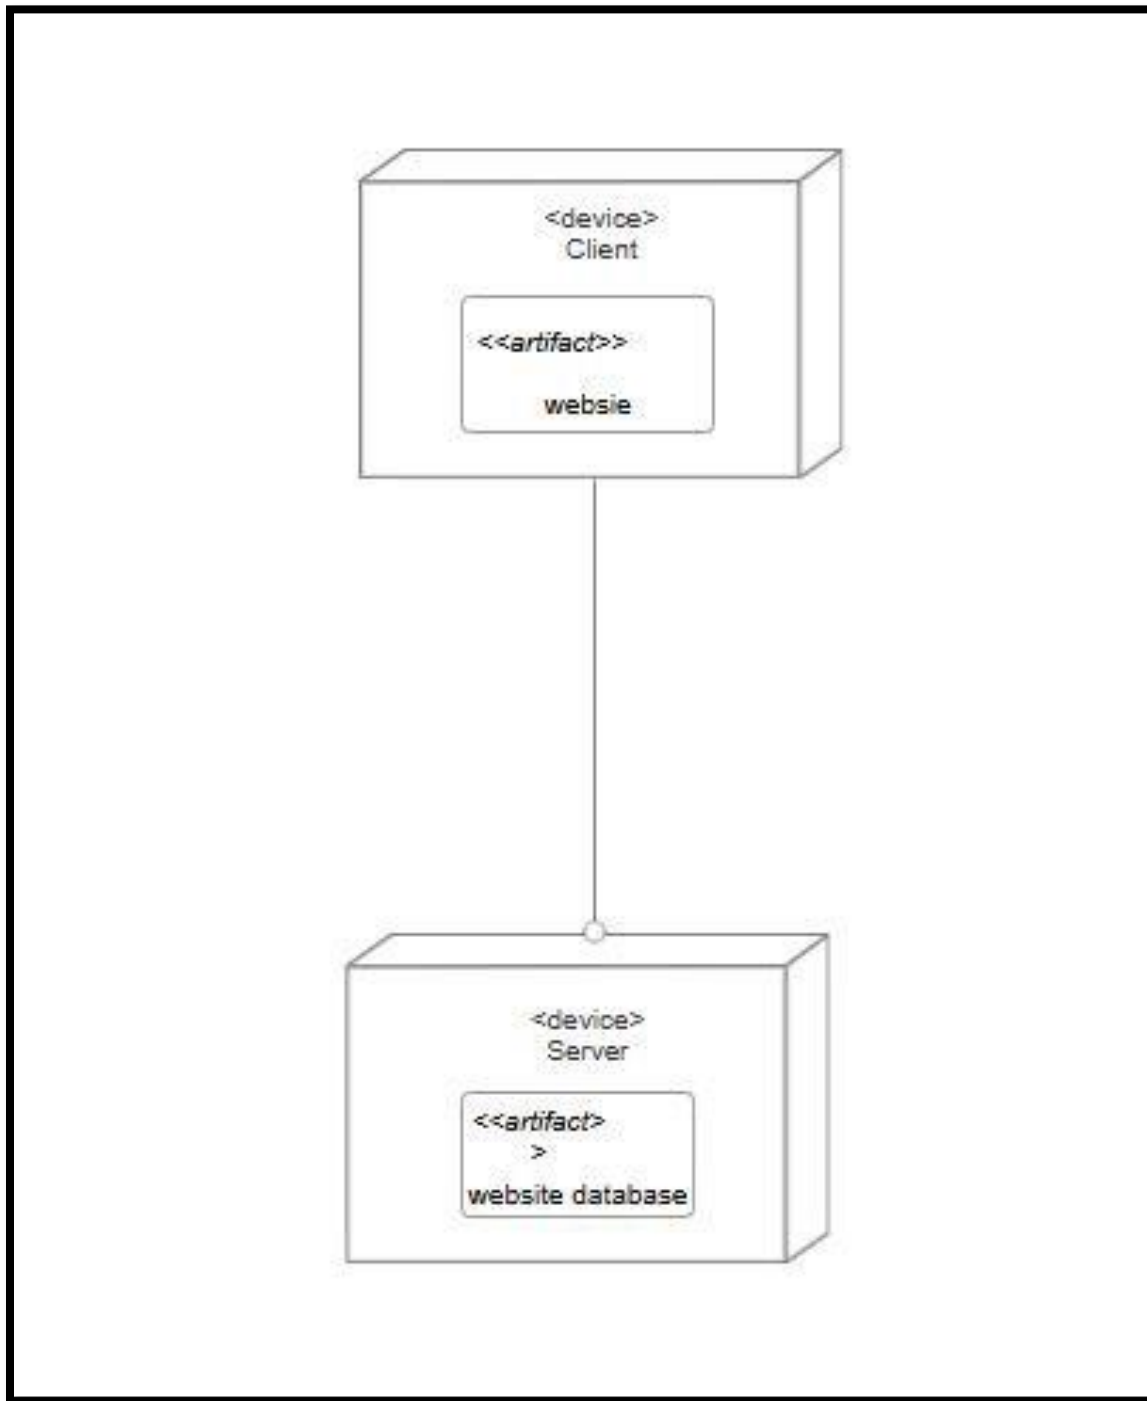 <device>
Client
<<artifact>>
websie
<device>
Server
<<artifact>
>
website database